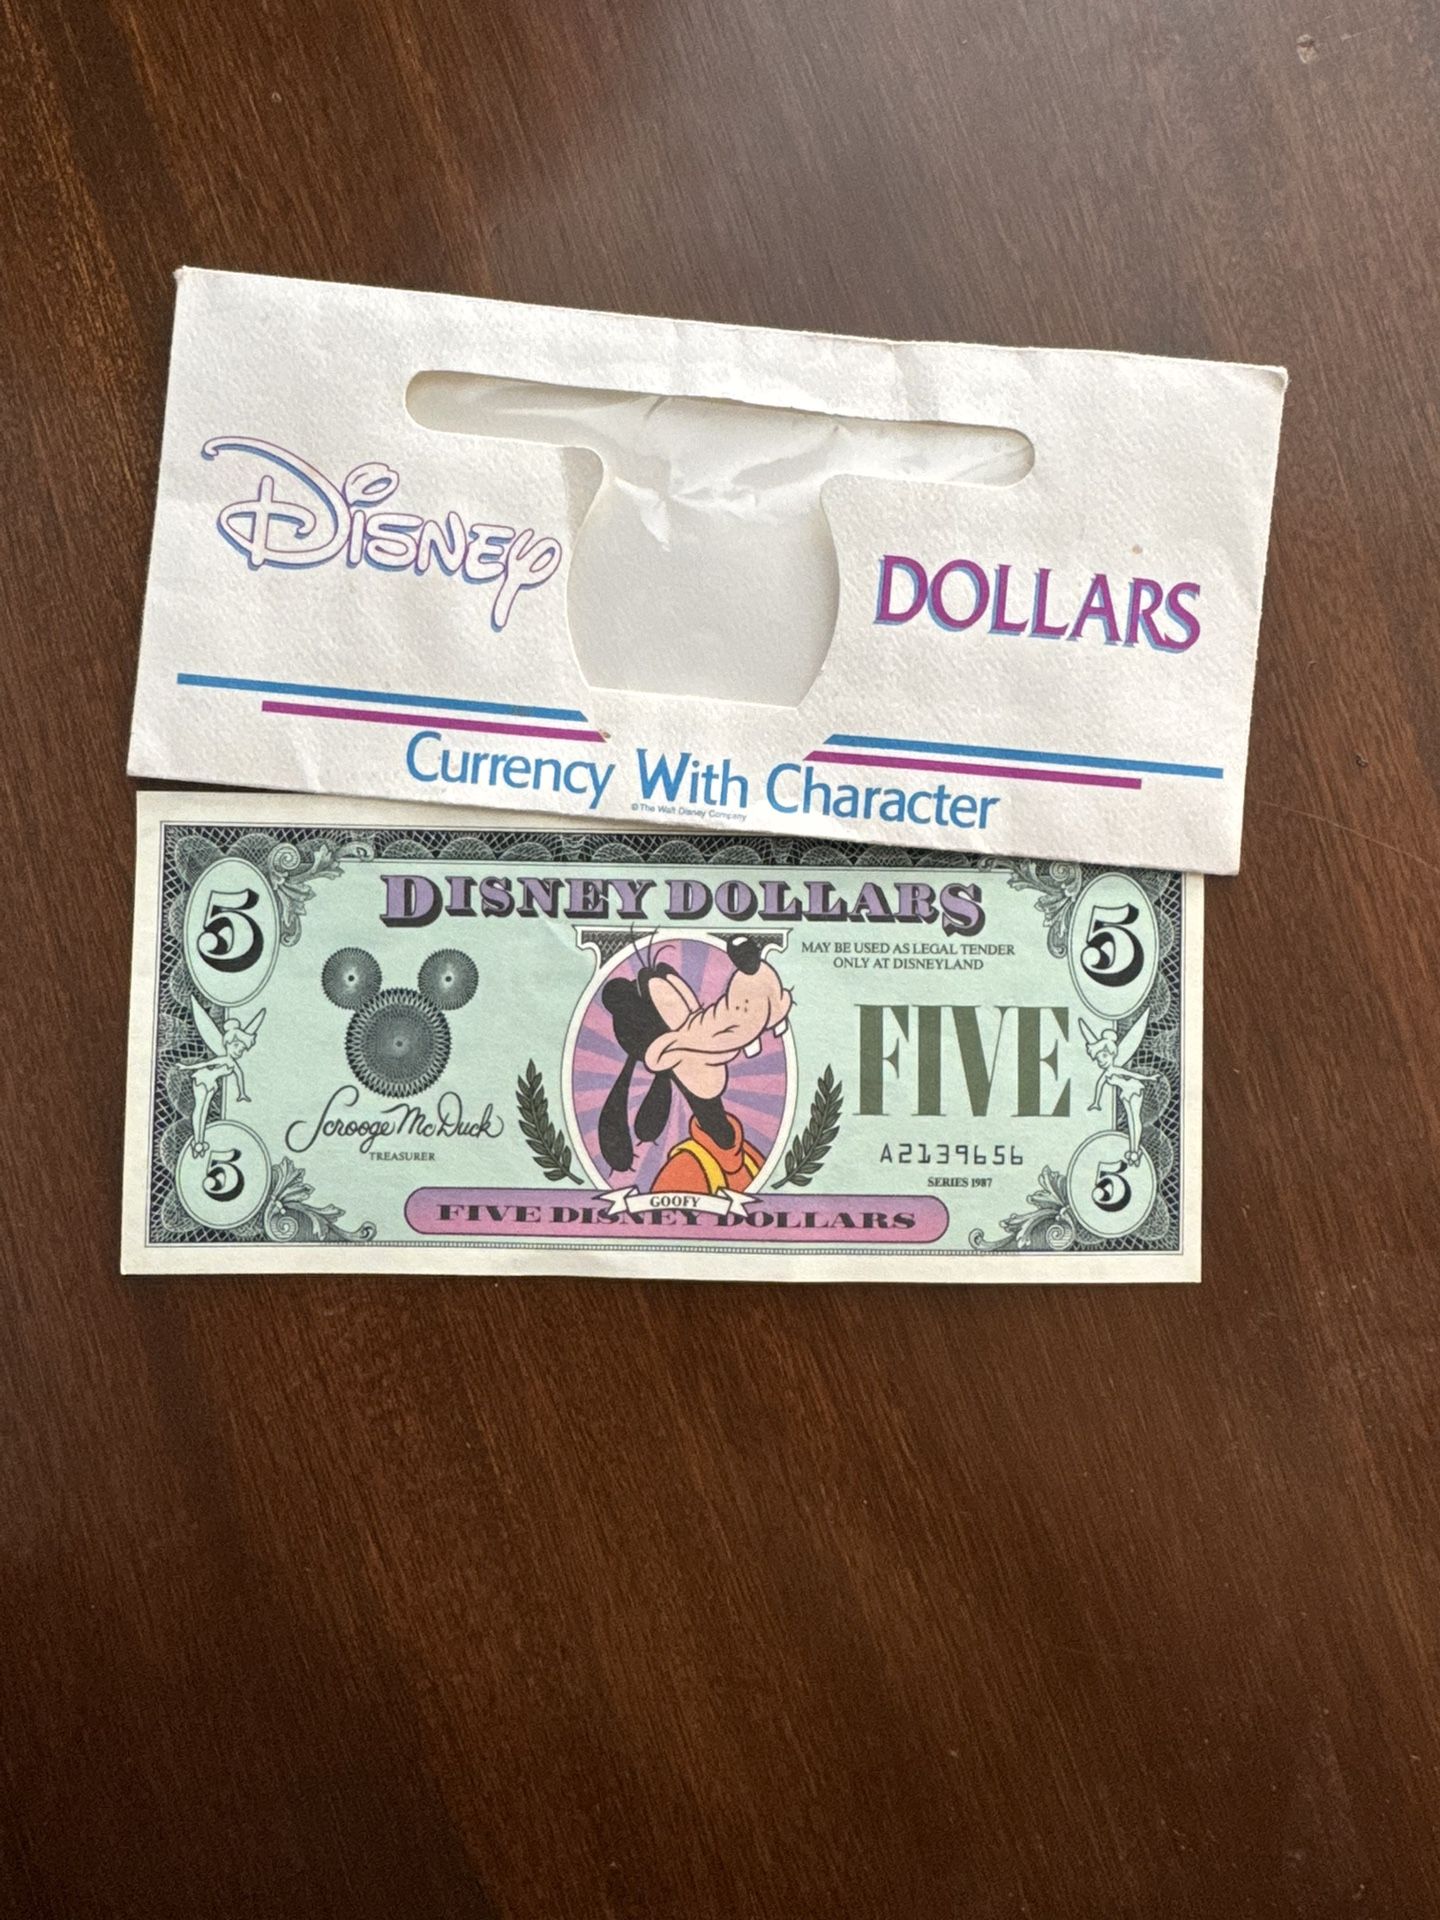 DISNEY DOLLARS
Currency With Character
© The Walt Disney Company
5 DISNEY DOLLARS 5
MAY BE USED AS LEGAL TENDER
ONLY AT DISNEYLAND
FIVE
Scrooge McDuck
TREASURER
A2139656
SERIES 1987
5 5
GOOFY
FIVE DISNEY DOLLARS